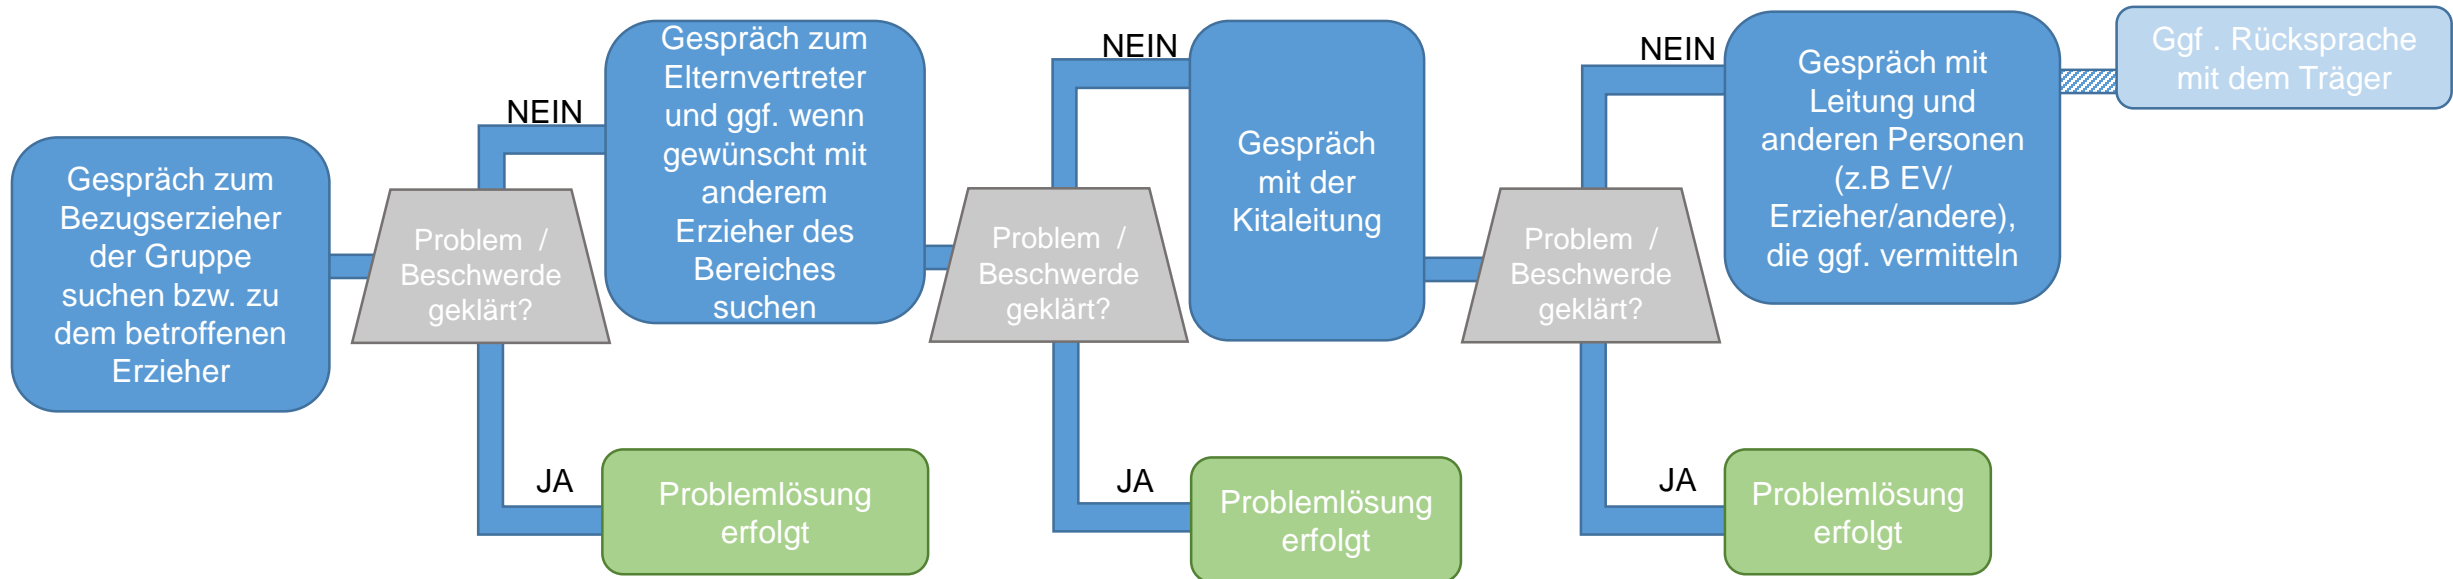 Gespräch zum
Bezugserzieher
der Gruppe
suchen bzw. zu
dem betroffenen
Erzieher
Problem /
Beschwerde
geklärt?
NEIN
JA
Gespräch zum
Elternvertreter
und ggf. wenn
gewünscht mit
anderem
Erzieher des
Bereiches
suchen
Problemlösung
erfolgt
Problem /
Beschwerde
geklärt?
NEIN
JA
Gespräch
mit der
Kitaleitung
Problemlösung
erfolgt
Problem /
Beschwerde
geklärt?
NEIN
JA
Gespräch mit
Leitung und
anderen Personen
(z.B EV/
Erzieher/andere),
die ggf. vermitteln
Problemlösung
erfolgt
Ggf . Rücksprache
mit dem Träger